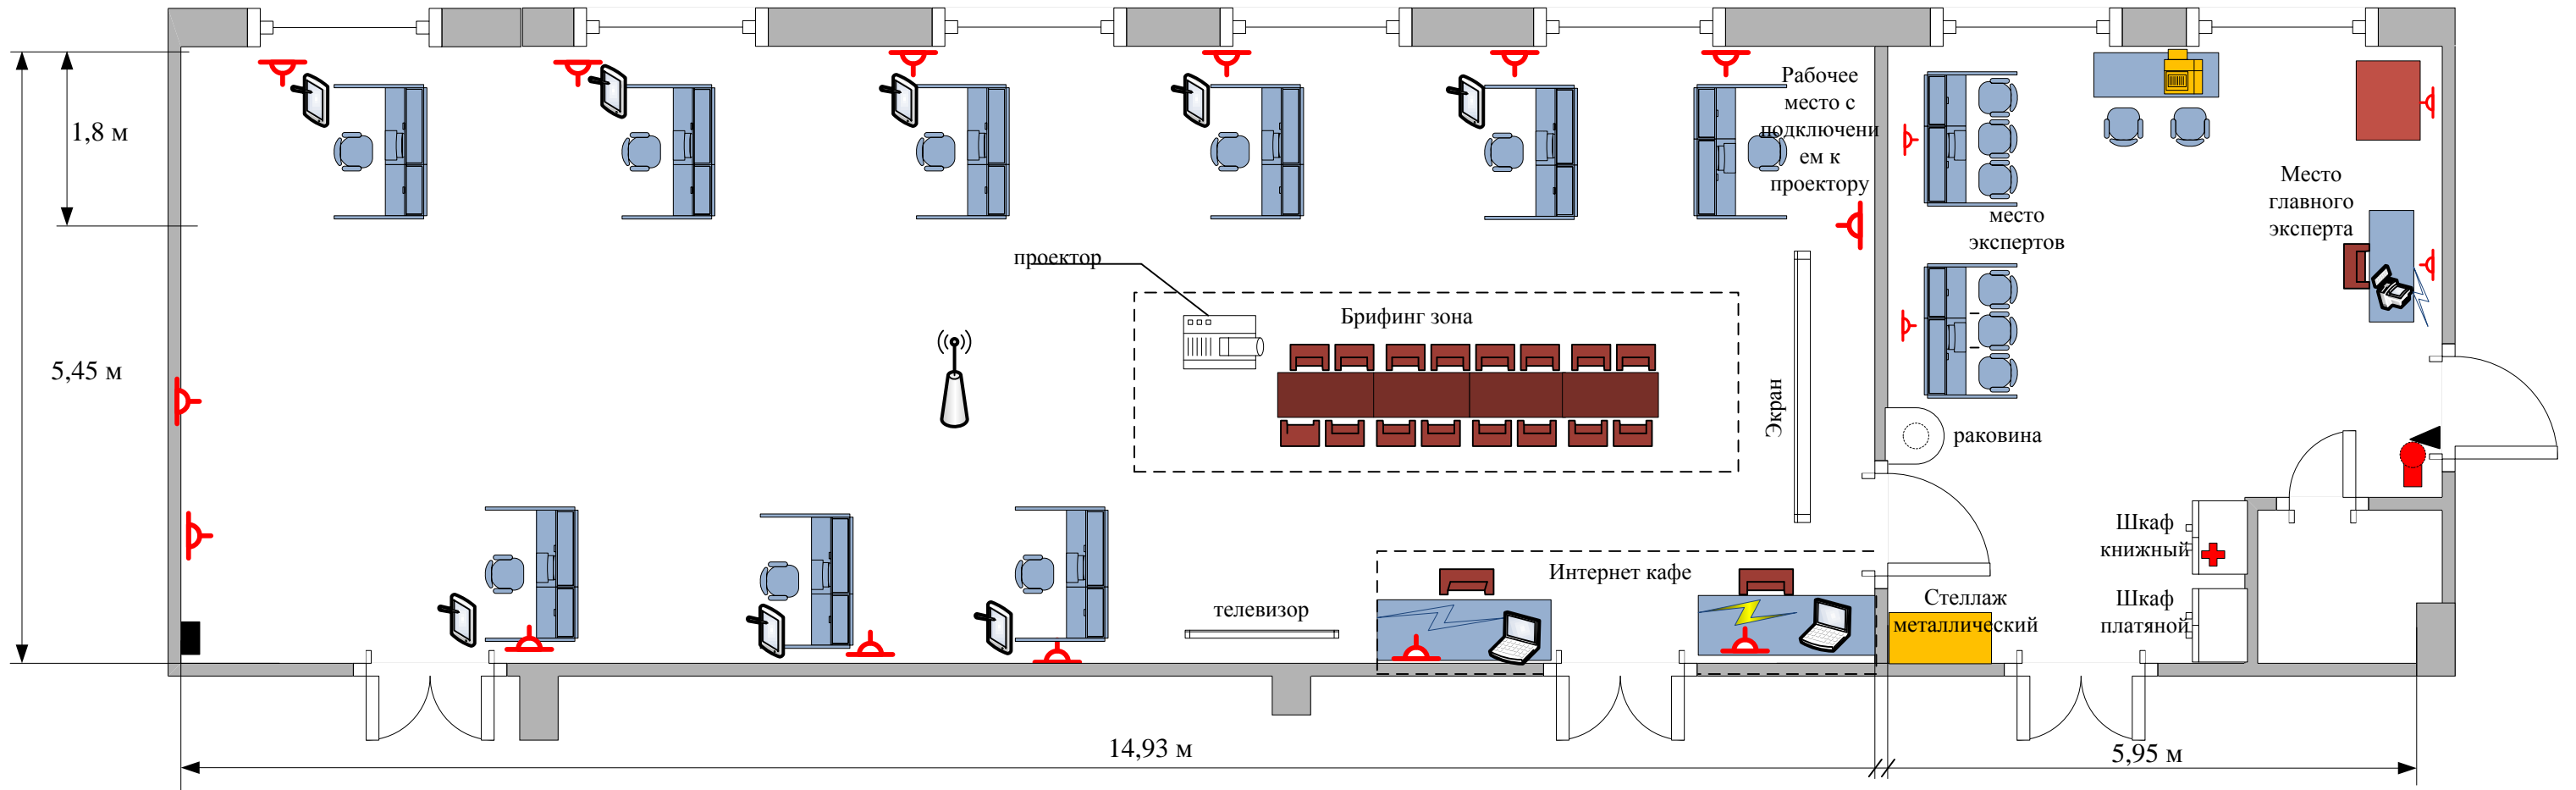 1,8 м
5,45 м
Рабочее
место с
подключени
ем к
проектору
место
экспертов
Место
главного
эксперта
проектор
Брифинг зона
Экран
раковина
Интернет кафе
телевизор
Стеллаж
металлический
Шкаф
книжный
Шкаф
платяной
14,93 м
5,95 м